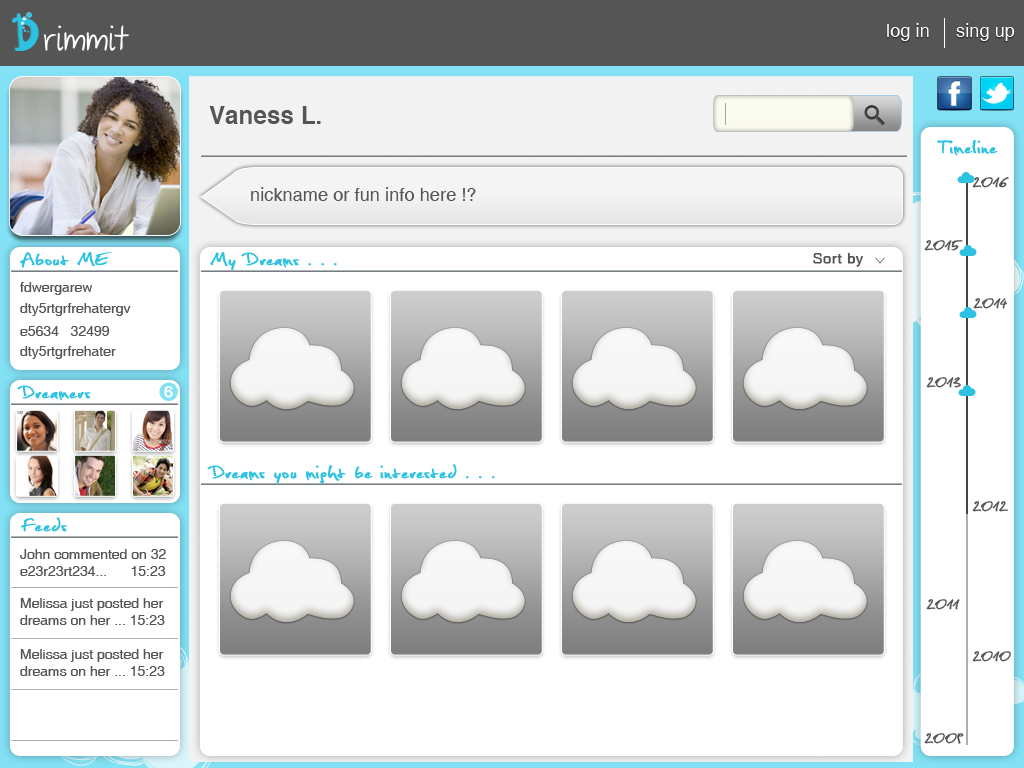 Drimmit
log in
sing up
Vaness L.
nickname or fun info here !?
About ME
fdwergarew
dty5rtgrfrehatergv
e5634 32499
dty5rtgrfrehater
Dreamers
6
Feeds
John commented on 32
e23r23rt234... 15:23
Melissa just posted her
dreams on her ... 15:23
Melissa just posted her
dreams on her ... 15:23
My Dreams . . .
Sort by
Dreams you might be interested . . .
f
Timeline
2016
2015
2014
2013
2012
2011
2010
2009